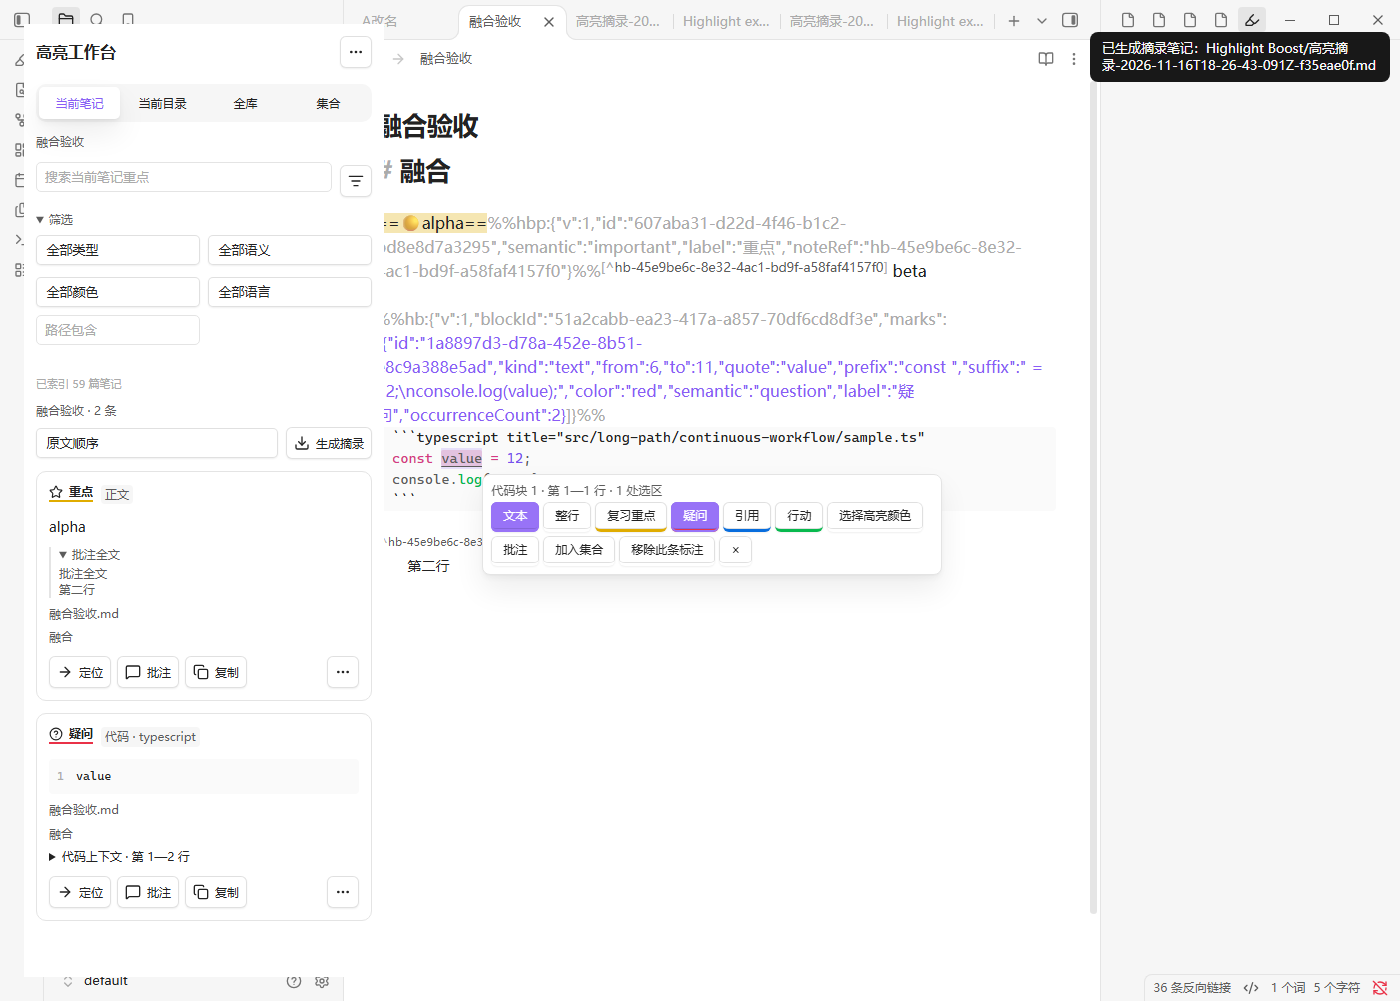 A改名
融合验收
高亮摘录-20...
Highlight ex...
高亮摘录-20...
Highlight ex...
已生成摘录笔记：Highlight Boost/高亮摘
录-2026-11-16T18-26-43-091Z-f35eae0f.md
高亮工作台
当前笔记 当前目录 全库 集合
融合验收
搜索当前笔记重点
筛选
全部类型 全部语义
全部颜色 全部语言
路径包含
已索引 59 篇笔记
融合验收 · 2 条
原文顺序 生成摘录
重点 正文
alpha
批注全文
批注全文
第二行
融合验收.md
融合
定位 批注 复制
疑问 代码 · typescript
1 value
融合验收.md
融合
代码上下文 · 第 1—2 行
定位 批注 复制
default
融合验收
融合验收
# 融合
==🟡alpha==%%hbp:{"v":1,"id":"607aba31-d22d-4f46-b1c2-
d8e8d7a3295","semantic":"important","label":"重点","noteRef":"hb-45e9be6c-8e32-
4ac1-bd9f-a58faf4157f0"}%%[^hb-45e9be6c-8e32-4ac1-bd9f-a58faf4157f0] beta
%%hb:{"v":1,"blockId":"51a2cabb-ea23-417a-a857-70df6cd8df3e","marks":
{"id":"1a8897d3-d78a-452e-8b51-
8c9a388e5ad","kind":"text","from":6,"to":11,"quote":"value","prefix":"const ","suffix":" =
12;\nconsole.log(value);","color":"red","semantic":"question","label":"疑
问","occurrenceCount":2}]}%%
```typescript title="src/long-path/continuous-workflow/sample.ts"
const value = 12;
console.log
```
^hb-45e9be6c-8e3
第二行
代码块 1 · 第 1—1 行 · 1 处选区
文本 整行 复习重点 疑问 引用 行动 选择高亮颜色
批注 加入集合 移除此条标注 ×
36 条反向链接 1 个词 5 个字符